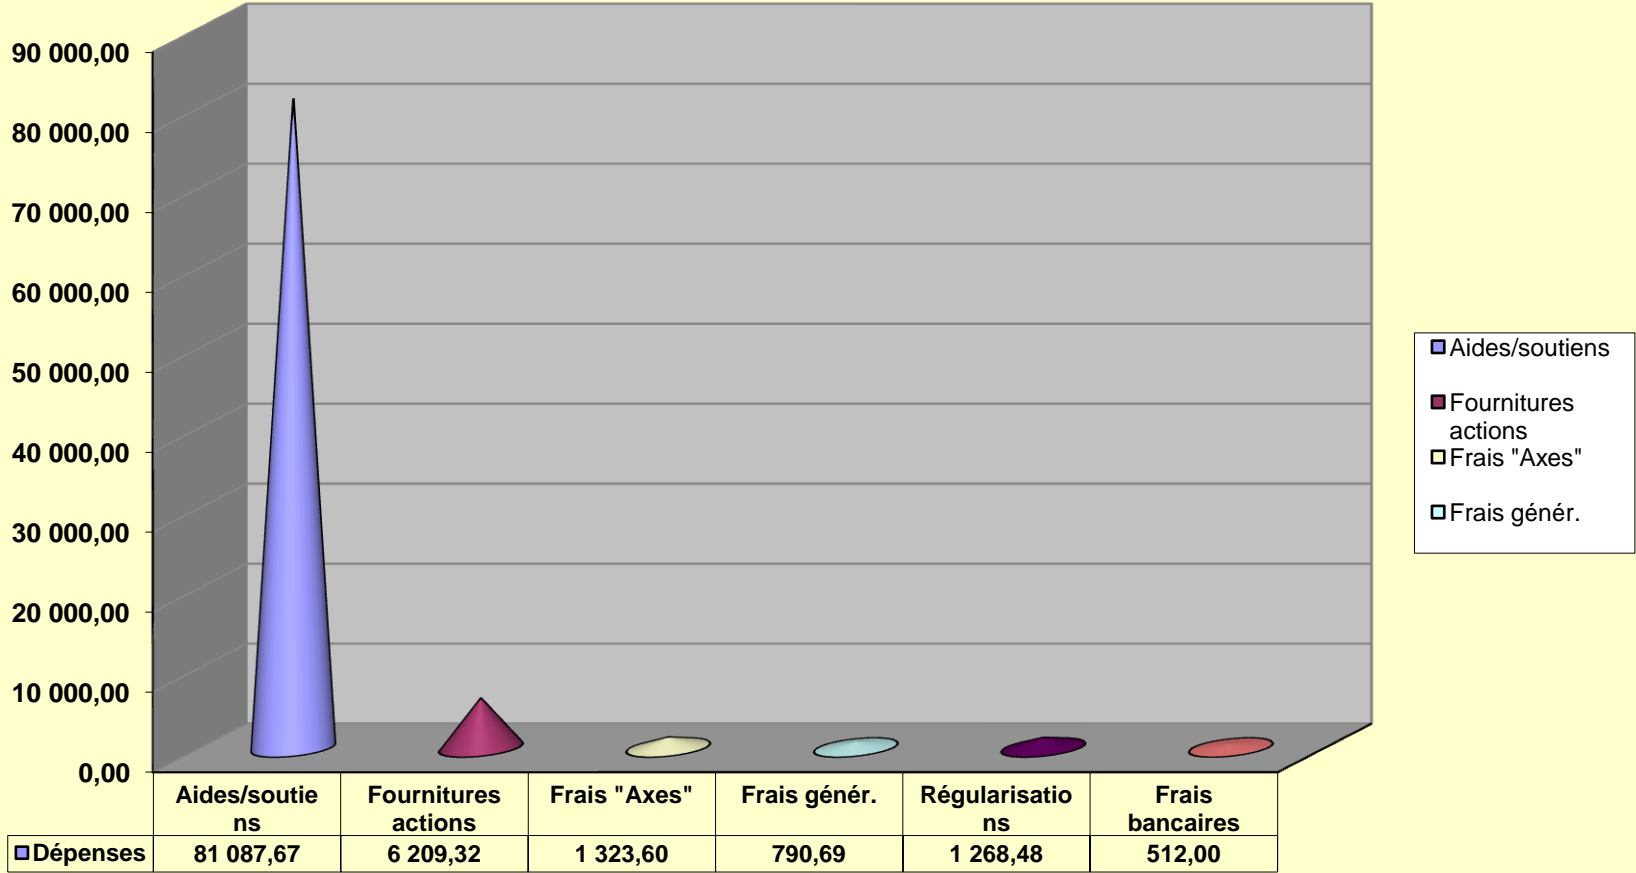 90 000,00
80 000,00
70 000,00
60 000,00
50 000,00
40 000,00
30 000,00
20 000,00
10 000,00
0,00
Aides/soutie
ns
Fournitures
actions
Frais "Axes"
Frais génér.
Régularisatio
ns
Frais
bancaires
Dépenses 81 087,67 6 209,32 1 323,60 790,69 1 268,48 512,00
Aides/soutiens
Fournitures
actions
Frais "Axes"
Frais génér.